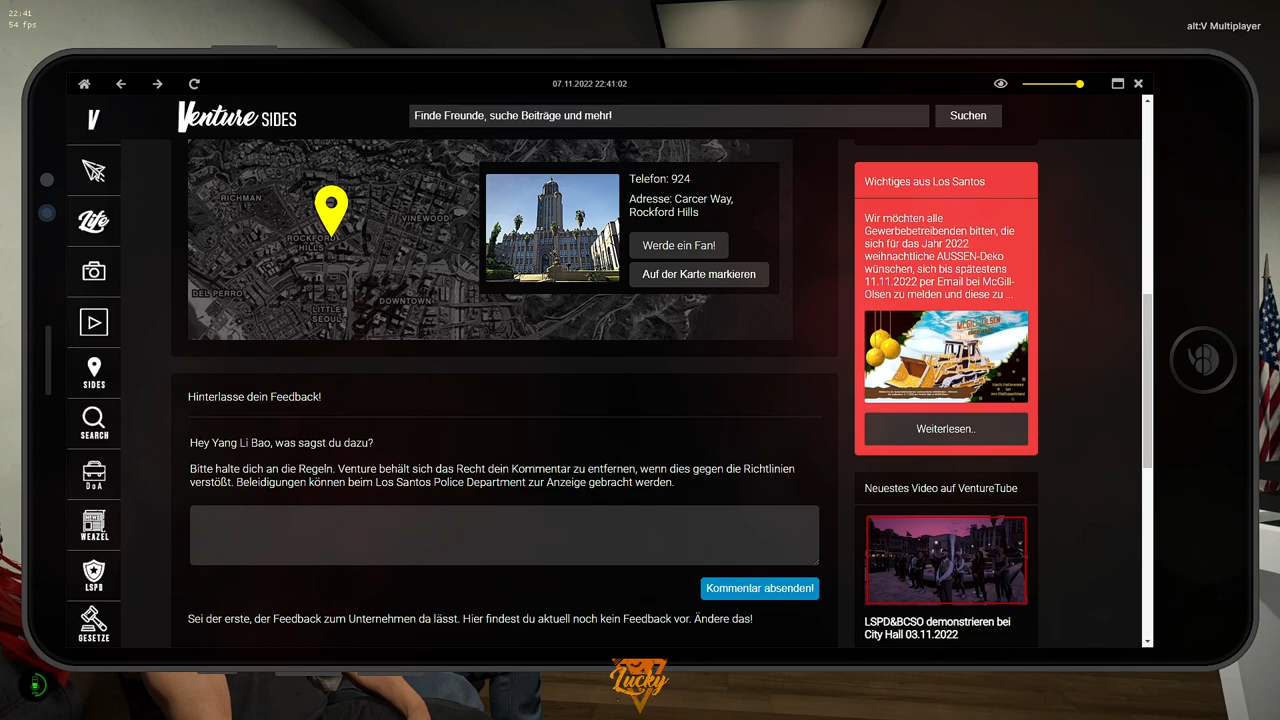 22:41
54 fps
alt:V Multiplayer
07.11.2022 22:41:02
V
Venture SIDES
Finde Freunde, suche Beiträge und mehr!
Suchen
Life
SIDES
SEARCH
DoA
NEWS
WEAZEL
LSPD
GESETZE
RICHMAN
VINEWOOD
ROCKFORD
HILLS
DEL PERRO
DOWNTOWN
LITTLE
SEOUL
Telefon: 924
Adresse: Carcer Way,
Rockford Hills
Werde ein Fan!
Auf der Karte markieren
Hinterlasse dein Feedback!
Hey Yang Li Bao, was sagst du dazu?
Bitte halte dich an die Regeln. Venture behält sich das Recht dein Kommentar zu entfernen, wenn dies gegen die Richtlinien
verstößt. Beleidigungen können beim Los Santos Police Department zur Anzeige gebracht werden.
Kommentar absenden!
Sei der erste, der Feedback zum Unternehmen da lässt. Hier findest du aktuell noch kein Feedback vor. Ändere das!
Wichtiges aus Los Santos
Wir möchten alle
Gewerbebetreibenden bitten, die
sich für das Jahr 2022
weihnachtliche AUSSEN-Deko
wünschen, sich bis spätestens
11.11.2022 per Email bei McGill-
Olsen zu melden und diese zu ...
MCGILL-OLSEN
Weiterlesen..
Neuestes Video auf VentureTube
LSPD&BCSO demonstrieren bei
City Hall 03.11.2022
Lucky